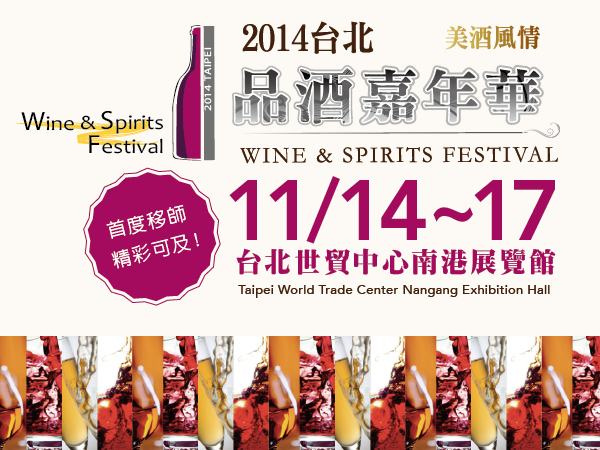 2014台北
美酒風情
品酒嘉年華
WINE & SPIRITS FESTIVAL
2014 TAIPEI
Wine & Spirits
Festival
首度移師
精彩可及!
11/14~17
台北世貿中心南港展覽館
Taipei World Trade Center Nangang Exhibition Hall